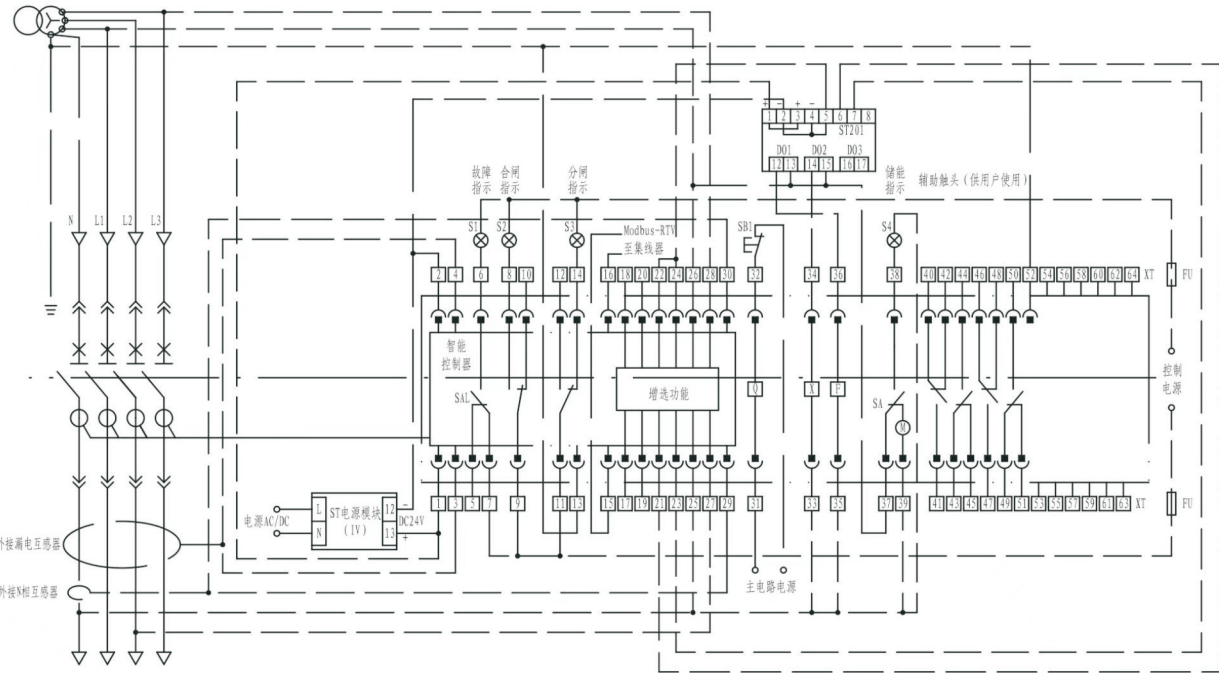 + - + -
1 2 3 4 5 6 7 8
ST201
DO1 DO2 DO3
12 13 14 15 16 17
故障
指示
合闸
指示
分闸
指示
储能
指示
辅助触头（供用户使用）
N L1 L2 L3
S1 S2 S3
Modbus-RTV
至集线器
SB1
S4
2 4 6 8 10 12 14 16 18 20 22 24 26 28 30 32 34 36 38 40 42 44 46 48 50 52 54 56 58 60 62 64 XT
FU
智能
控制器
增选功能
SAL
Q X F
SA
M
控制
电源
1 3 5 7 9 11 13 15 17 19 21 23 25 27 29 31 33 35 37 39 41 43 45 47 49 51 53 55 57 59 61 63 XT
FU
电源AC/DC
L
N
ST电源模块
(IV)
12 -
13 +
DC24V
外接漏电互感器
外接N相互感器
主电路电源